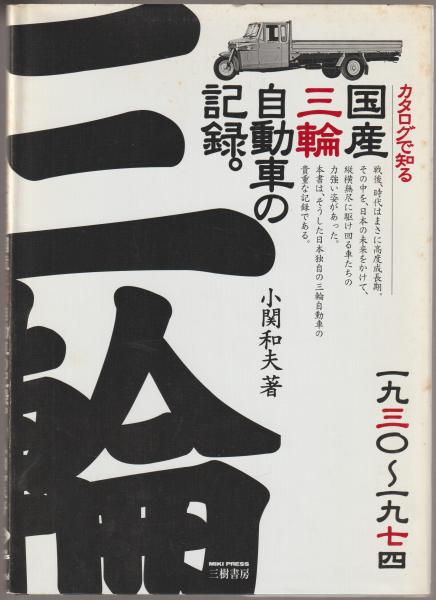 カタログで知る
国産
三輪
自動車の
記録。
戦後、時代はまさに高度成長期。
その中を、日本の未来をかけて、
縦横無尽に駆け回る車たちの
力強い姿があった。
本書は、そうした日本独自の三輪自動車の
貴重な記録である。
小関和夫著
一九三〇〜一九七四
三輪
MIKI PRESS
三樹書房